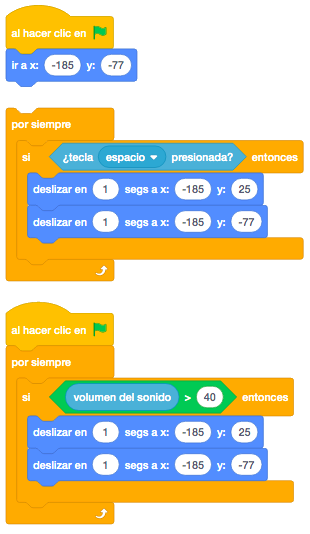 al hacer clic en
ir a x: -185 y: -77
por siempre
si ¿tecla espacio presionada? entonces
deslizar en 1 segs a x: -185 y: 25
deslizar en 1 segs a x: -185 y: -77
al hacer clic en
por siempre
si volumen del sonido > 40 entonces
deslizar en 1 segs a x: -185 y: 25
deslizar en 1 segs a x: -185 y: -77